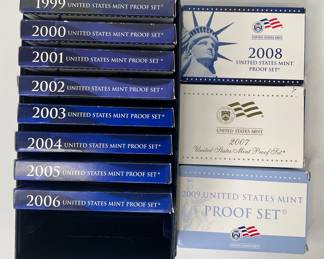 1999 UNITED STATES MINT PROOF SET
2000 UNITED STATES MINT PROOF SET
2001 UNITED STATES MINT PROOF SET
2002 UNITED STATES MINT PROOF SET
2003 UNITED STATES MINT PROOF SET
2004 UNITED STATES MINT PROOF SET
2005 UNITED STATES MINT PROOF SET
2006 UNITED STATES MINT PROOF SET
2008
UNITED STATES MINT
PROOF SET
UNITED STATES MINT
2007
United States Mint Proof Set
2009 UNITED STATES MINT
PROOF SET®